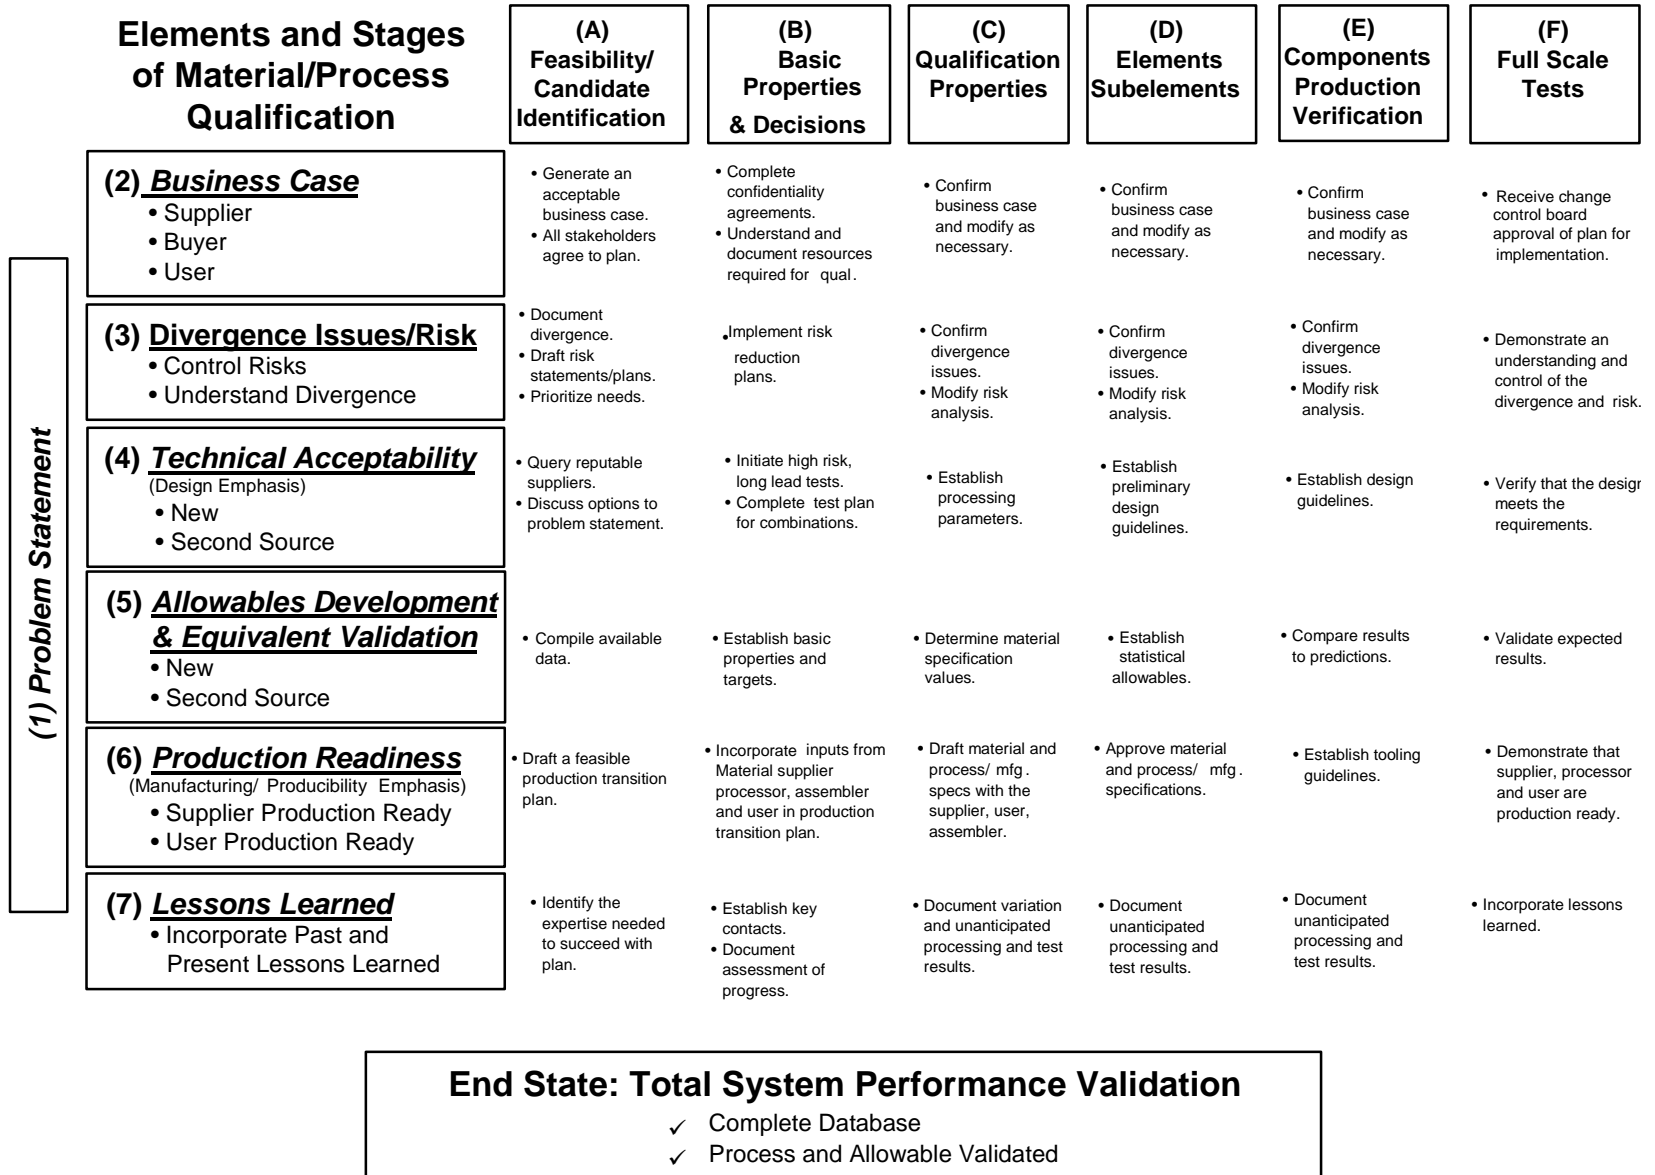 Elements and Stages
of Material/Process
Qualification
(A)
Feasibility/
Candidate
Identification
(B)
Basic
Properties
& Decisions
(C)
Qualification
Properties
(D)
Elements
Subelements
(E)
Components
Production
Verification
(F)
Full Scale
Tests
(1) Problem Statement
(2) Business Case
• Supplier
• Buyer
• User
• Generate an
acceptable
business case.
• All stakeholders
agree to plan.
• Complete
confidentiality
agreements.
• Understand and
document resources
required for qual.
• Confirm
business case
and modify as
necessary.
• Confirm
business case
and modify as
necessary.
• Confirm
business case
and modify as
necessary.
• Receive change
control board
approval of plan for
implementation.
(3) Divergence Issues/Risk
• Control Risks
• Understand Divergence
• Document
divergence.
• Draft risk
statements/plans.
• Prioritize needs.
•Implement risk
reduction
plans.
• Confirm
divergence
issues.
• Modify risk
analysis.
• Confirm
divergence
issues.
• Modify risk
analysis.
• Confirm
divergence
issues.
• Modify risk
analysis.
• Demonstrate an
understanding and
control of the
divergence and risk.
(4) Technical Acceptability
(Design Emphasis)
• New
• Second Source
• Query reputable
suppliers.
• Discuss options to
problem statement.
• Initiate high risk,
long lead tests.
• Complete test plan
for combinations.
• Establish
processing
parameters.
• Establish
preliminary
design
guidelines.
• Establish design
guidelines.
• Verify that the design
meets the
requirements.
(5) Allowables Development
& Equivalent Validation
• New
• Second Source
• Compile available
data.
• Establish basic
properties and
targets.
• Determine material
specification
values.
• Establish
statistical
allowables.
• Compare results
to predictions.
• Validate expected
results.
(6) Production Readiness
(Manufacturing/ Producibility Emphasis)
• Supplier Production Ready
• User Production Ready
• Draft a feasible
production transition
plan.
• Incorporate inputs from
Material supplier
processor, assembler
and user in production
transition plan.
• Draft material and
process/ mfg.
specs with the
supplier, user,
assembler.
• Approve material
and process/ mfg.
specifications.
• Establish tooling
guidelines.
• Demonstrate that
supplier, processor
and user are
production ready.
(7) Lessons Learned
• Incorporate Past and
Present Lessons Learned
• Identify the
expertise needed
to succeed with
plan.
• Establish key
contacts.
• Document
assessment of
progress.
• Document variation
and unanticipated
processing and test
results.
• Document
unanticipated
processing and
test results.
• Document
unanticipated
processing and
test results.
• Incorporate lessons
learned.
End State: Total System Performance Validation
✓ Complete Database
✓ Process and Allowable Validated